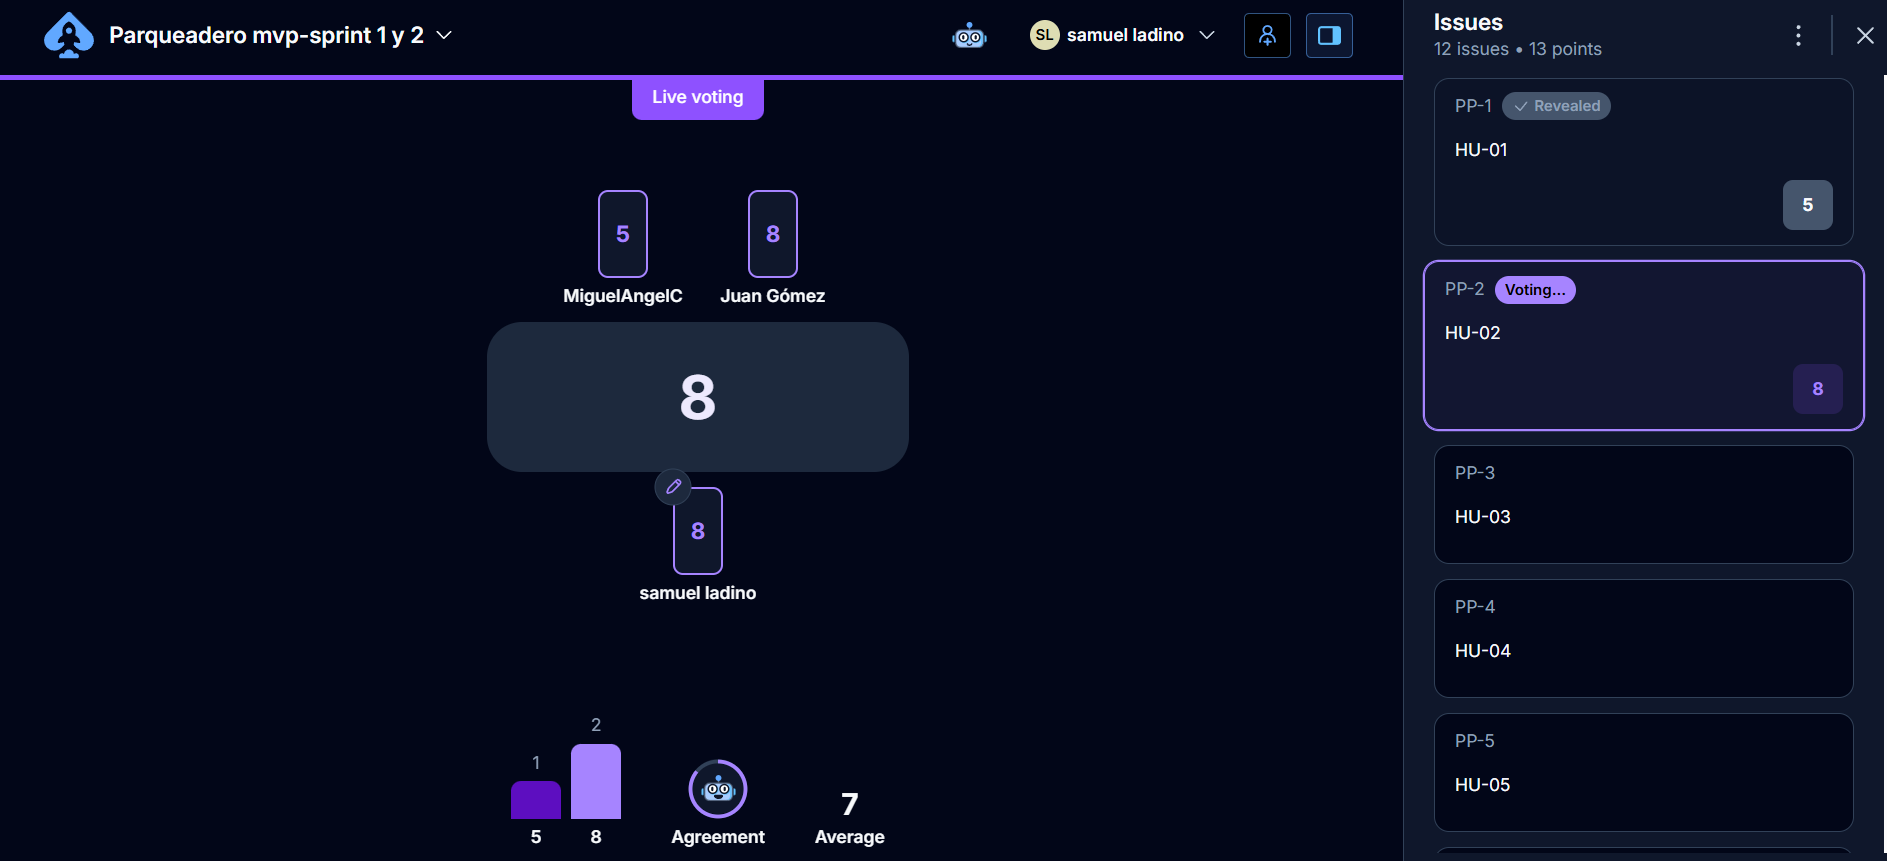 Parqueadero mvp-sprint 1 y 2
SL samuel ladino
Live voting
5
8
MiguelAngelC
Juan Gómez
8
8
samuel ladino
1
2
5
8
Agreement
7
Average
Issues
12 issues • 13 points
PP-1 Revealed
HU-01
5
PP-2 Voting...
HU-02
8
PP-3
HU-03
PP-4
HU-04
PP-5
HU-05